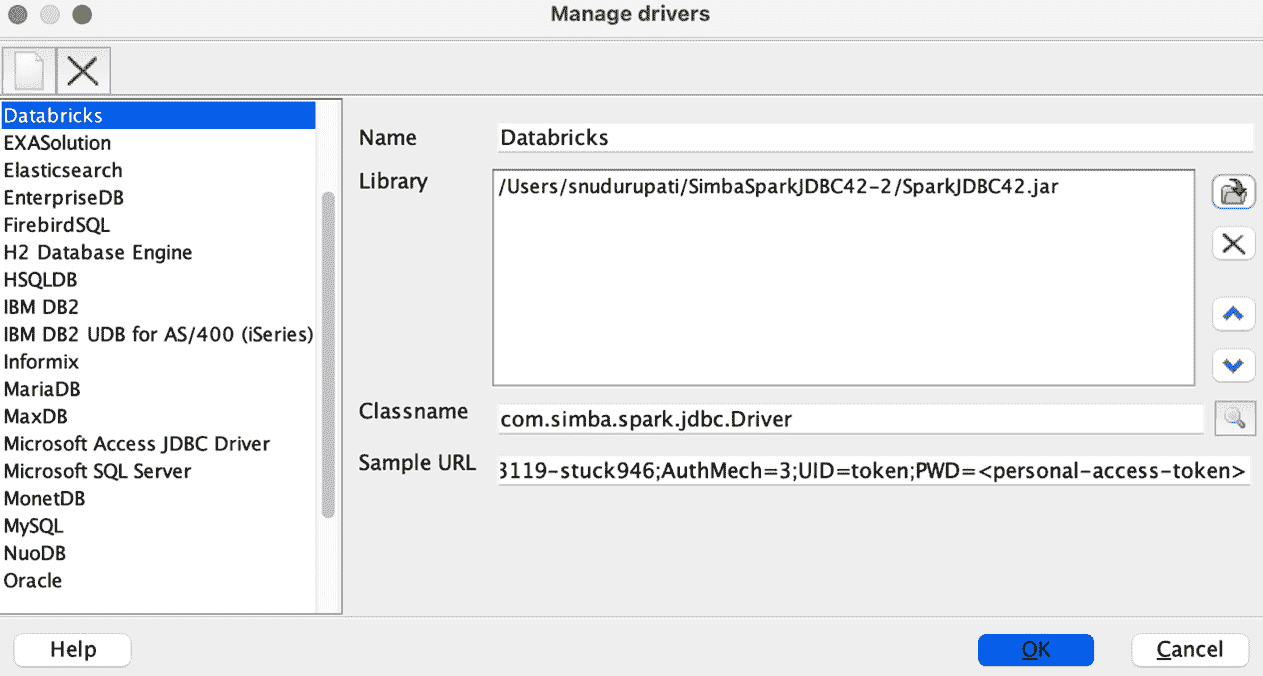 Manage drivers
Databricks
EXASolution
Elasticsearch
EnterpriseDB
FirebirdSQL
H2 Database Engine
HSQLDB
IBM DB2
IBM DB2 UDB for AS/400 (iSeries)
Informix
MariaDB
MaxDB
Microsoft Access JDBC Driver
Microsoft SQL Server
MonetDB
MySQL
NuoDB
Oracle
Name
Databricks
Library
/Users/snudurupati/SimbaSparkJDBC42-2/SparkJDBC42.jar
Classname
com.simba.spark.jdbc.Driver
Sample URL
3119-stuck946;AuthMech=3;UID=token;PWD=<personal-access-token>
Help
OK
Cancel